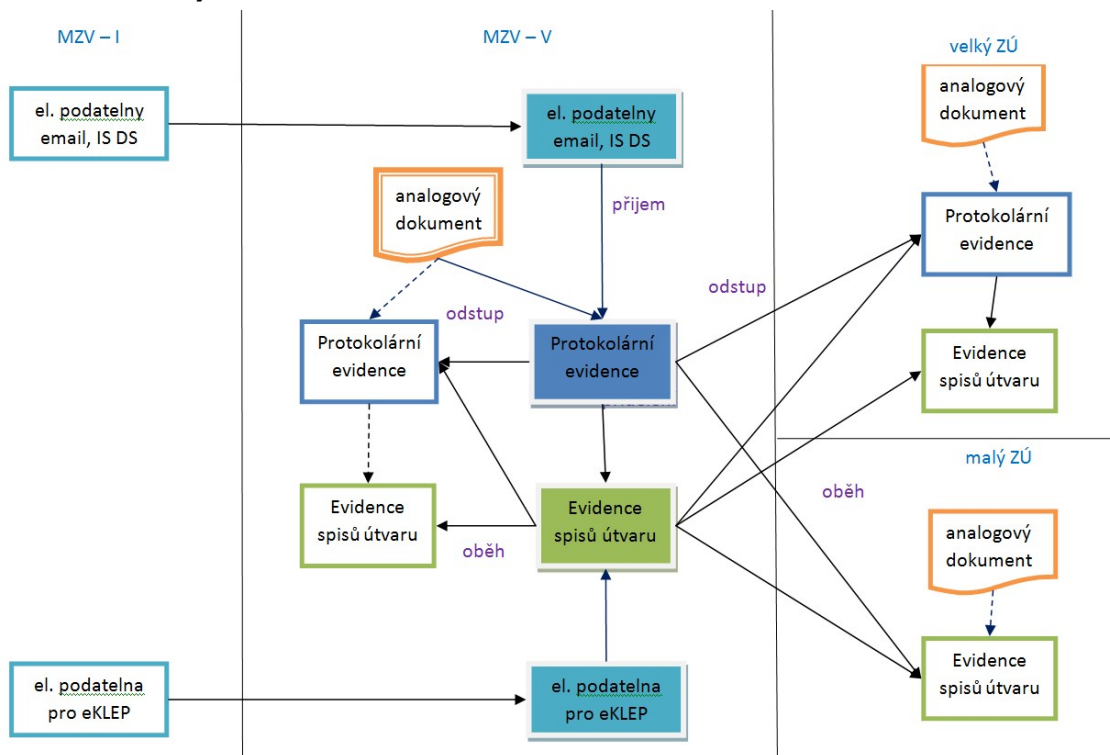 MZV – I
MZV – V
velký ZÚ
el. podatelny
email, IS DS
el. podatelny
email, IS DS
analogový
dokument
analogový
dokument
přijem
Protokolární
evidence
odstup
odstup
Protokolární
evidence
Protokolární
evidence
Evidence
spisů útvaru
malý ZÚ
oběh
Evidence
spisů útvaru
Evidence
spisů útvaru
oběh
analogový
dokument
Evidence
spisů útvaru
el. podatelna
pro eKLEP
el. podatelna
pro eKLEP